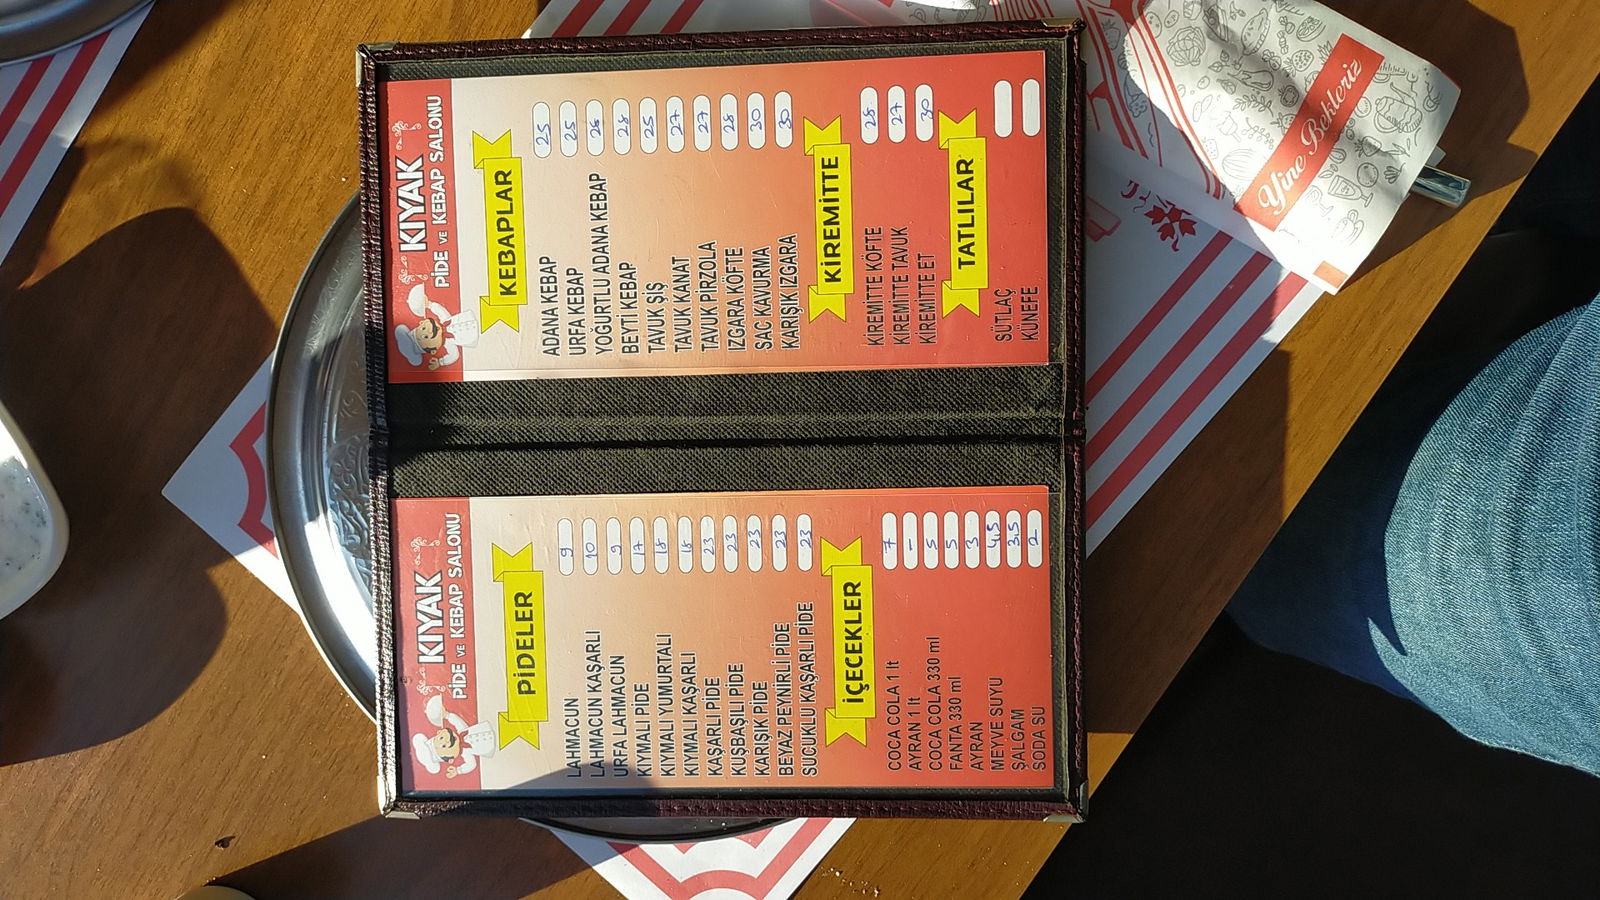 KIYAK
PİDE VE KEBAP SALONU
PİDELER
LAHMACUN 9
LAHMACUN KAŞARLI 10
URFA LAHMACUN 9
KIYMALI PİDE 17
KIYMALI YUMURTALI 18
KIYMALI KAŞARLI 18
KAŞARLI PİDE 23
KUŞBAŞILI PİDE 23
KARIŞIK PİDE 23
BEYAZ PEYNİRLİ PİDE 23
SUCUKLU KAŞARLI PİDE 23
İÇECEKLER
COCA COLA 1 lt 7
AYRAN 1 lt -
COCA COLA 330 ml 5
FANTA 330 ml 5
AYRAN 3
MEYVE SUYU 4,5
ŞALGAM 3,5
SODA SU 2-
KIYAK
PİDE VE KEBAP SALONU
KEBAPLAR
ADANA KEBAP 25
URFA KEBAP 25
YOĞURTLU ADANA KEBAP 26
BEYTİ KEBAP 28
TAVUK ŞİŞ 25
TAVUK KANAT 27
TAVUK PİRZOLA 27
IZGARA KÖFTE 28
SAC KAVURMA 30
KARIŞIK IZGARA 30
KİREMİTTE
KİREMİTTE KÖFTE 28
KİREMİTTE TAVUK 27
KİREMİTTE ET 30
TATLILAR
SÜTLAÇ
KÜNEFE
Yine Bekleriz